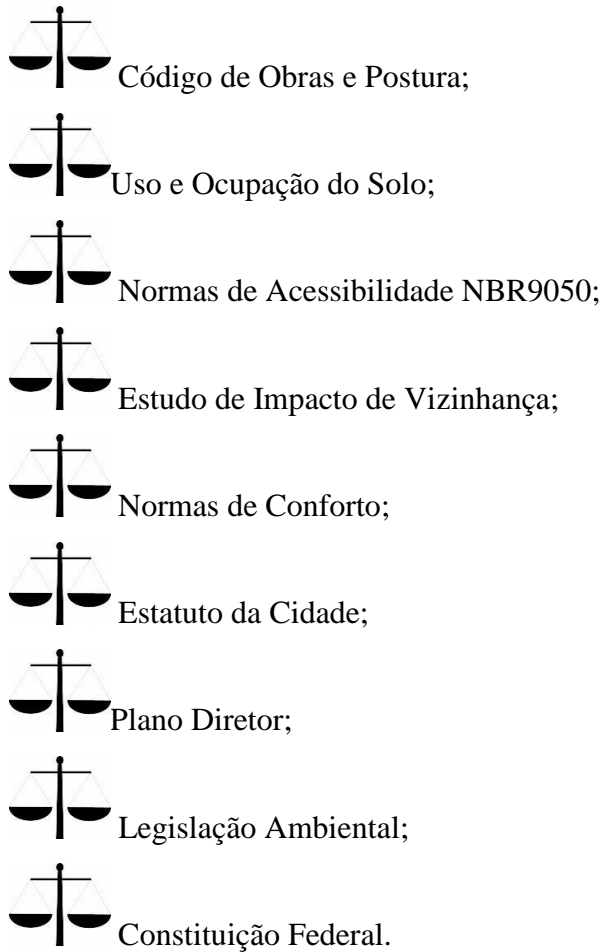 Código de Obras e Postura;
Uso e Ocupação do Solo;
Normas de Acessibilidade NBR9050;
Estudo de Impacto de Vizinhança;
Normas de Conforto;
Estatuto da Cidade;
Plano Diretor;
Legislação Ambiental;
Constituição Federal.